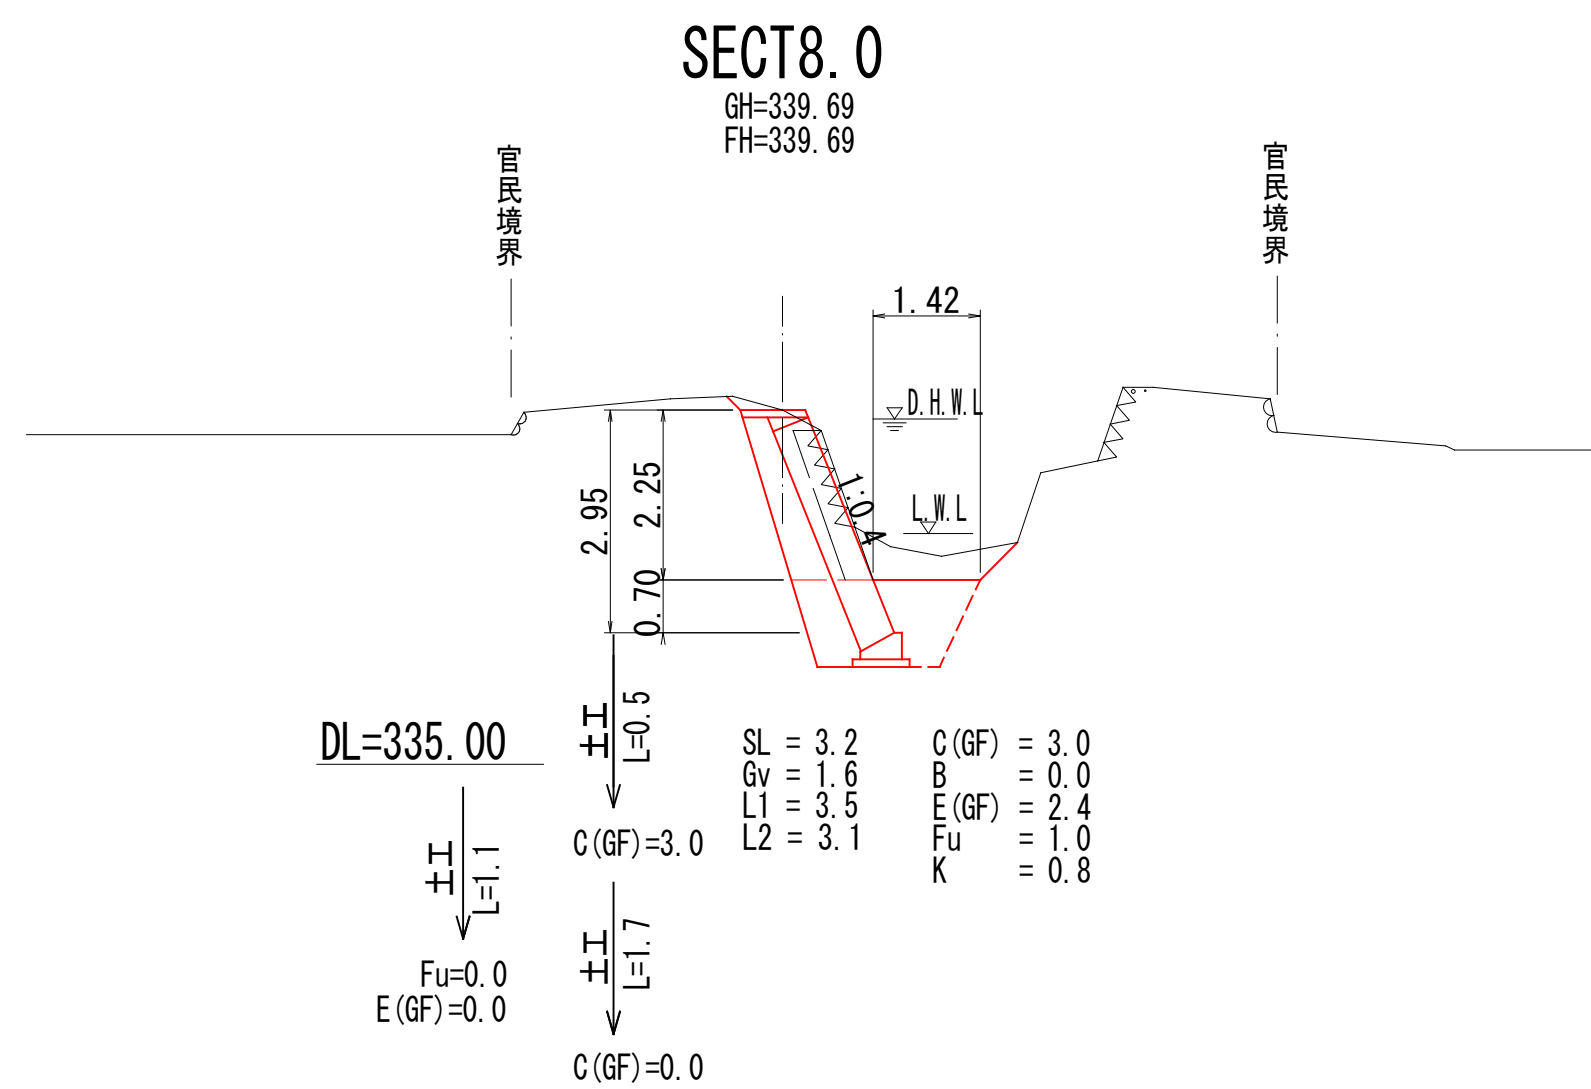 SECT8.0
GH=339.69
FH=339.69
官民境界
官民境界
1.42
D.H.W.L
L.W.L
1:0.4
2.95
2.25
0.70
DL=335.00
土工
L=0.5
C(GF)=3.0
土工
L=1.7
C(GF)=0.0
土工
L=1.1
Fu=0.0
E(GF)=0.0
SL = 3.2
Gv = 1.6
L1 = 3.5
L2 = 3.1
C(GF) = 3.0
B = 0.0
E(GF) = 2.4
Fu = 1.0
K = 0.8